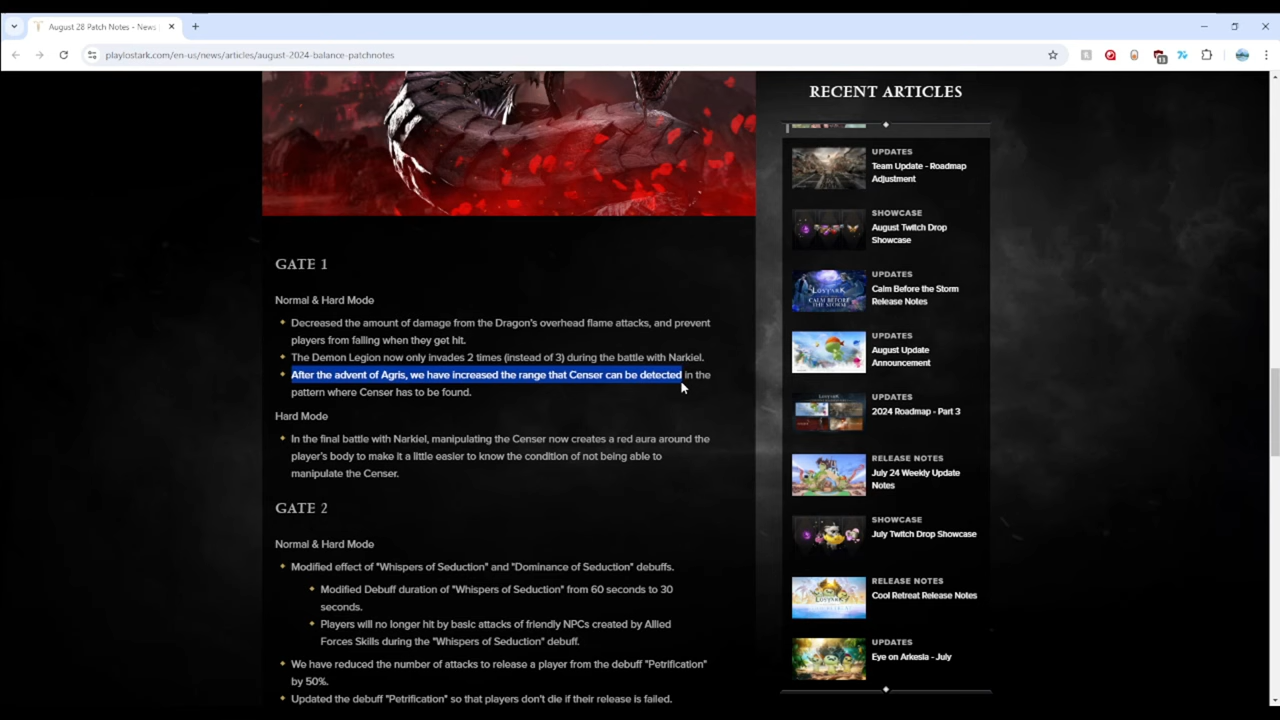 August 28 Patch Notes - News
playlostark.com/en-us/news/articles/august-2024-balance-patchnotes
GATE 1
Normal & Hard Mode
Decreased the amount of damage from the Dragon's overhead flame attacks, and prevent
players from falling when they get hit.
The Demon Legion now only invades 2 times (instead of 3) during the battle with Narkiel.
After the advent of Agris, we have increased the range that Censer can be detected in the
pattern where Censer has to be found.
Hard Mode
In the final battle with Narkiel, manipulating the Censer now creates a red aura around the
player's body to make it a little easier to know the condition of not being able to
manipulate the Censer.
GATE 2
Normal & Hard Mode
Modified effect of "Whispers of Seduction" and "Dominance of Seduction" debuffs.
Modified Debuff duration of "Whispers of Seduction" from 60 seconds to 30
seconds.
Players will no longer hit by basic attacks of friendly NPCs created by Allied
Forces Skills during the "Whispers of Seduction" debuff.
We have reduced the number of attacks to release a player from the debuff "Petrification"
by 50%.
Updated the debuff "Petrification" so that players don't die if their release is failed.
RECENT ARTICLES
UPDATES
Team Update - Roadmap
Adjustment
SHOWCASE
August Twitch Drop
Showcase
UPDATES
Calm Before the Storm
Release Notes
UPDATES
August Update
Announcement
UPDATES
2024 Roadmap - Part 3
RELEASE NOTES
July 24 Weekly Update
Notes
SHOWCASE
July Twitch Drop Showcase
RELEASE NOTES
Cool Retreat Release Notes
UPDATES
Eye on Arkesia - July